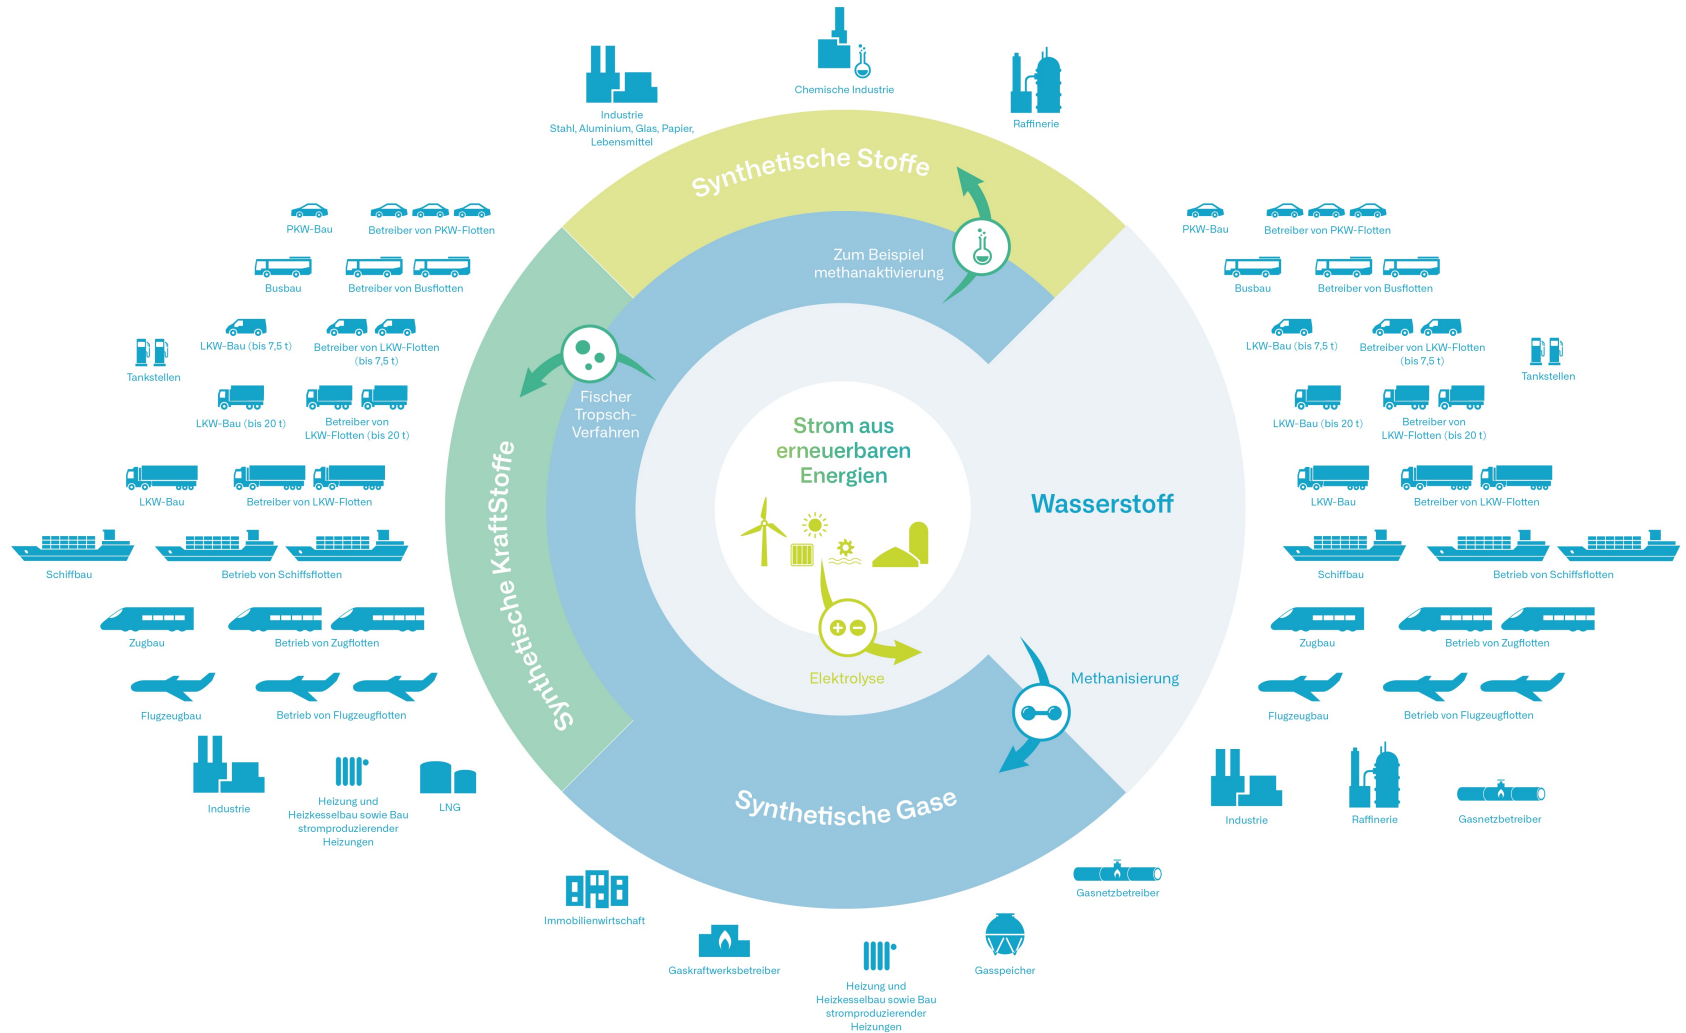 Chemische Industrie
Industrie
Stahl, Aluminium, Glas, Papier,
Lebensmittel
Raffinerie
Synthetische Stoffe
Zum Beispiel
methanaktivierung
Fischer
Tropsch-
Verfahren
Synthetische KraftStoffe
Strom aus
erneuerbaren
Energien
Elektrolyse
Wasserstoff
Methanisierung
Synthetische Gase
PKW-Bau
Betreiber von PKW-Flotten
Busbau
Betreiber von Busflotten
LKW-Bau (bis 7,5 t)
Betreiber von LKW-Flotten
(bis 7,5 t)
Tankstellen
LKW-Bau (bis 20 t)
Betreiber von
LKW-Flotten (bis 20 t)
LKW-Bau
Betreiber von LKW-Flotten
Schiffbau
Betrieb von Schiffsflotten
Zugbau
Betrieb von Zugflotten
Flugzeugbau
Betrieb von Flugzeugflotten
Industrie
Heizung und
Heizkesselbau sowie Bau
stromproduzierender
Heizungen
LNG
PKW-Bau
Betreiber von PKW-Flotten
Busbau
Betreiber von Busflotten
LKW-Bau (bis 7,5 t)
Betreiber von LKW-Flotten
(bis 7,5 t)
Tankstellen
LKW-Bau (bis 20 t)
Betreiber von
LKW-Flotten (bis 20 t)
LKW-Bau
Betreiber von LKW-Flotten
Schiffbau
Betrieb von Schiffsflotten
Zugbau
Betrieb von Zugflotten
Flugzeugbau
Betrieb von Flugzeugflotten
Industrie
Raffinerie
Gasnetzbetreiber
Immobilienwirtschaft
Gaskraftwerksbetreiber
Heizung und
Heizkesselbau sowie Bau
stromproduzierender
Heizungen
Gasspeicher
Gasnetzbetreiber